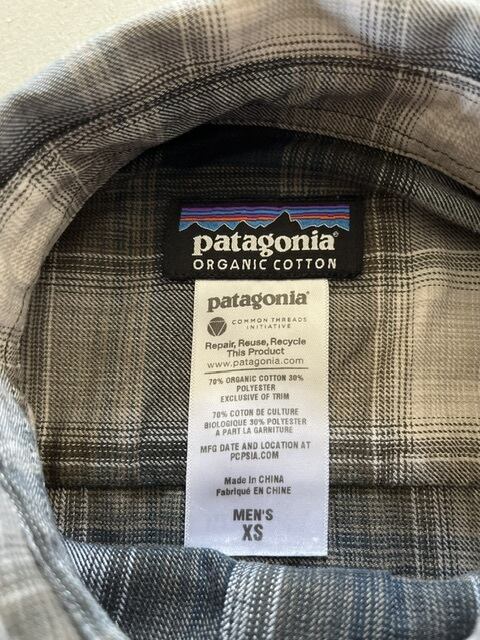 patagonia®
ORGANIC COTTON
patagonia®
COMMON THREADS
INITIATIVE
Repair, Reuse, Recycle
This Product
www.patagonia.com
70% ORGANIC COTTON 30%
POLYESTER
EXCLUSIVE OF TRIM
70% COTON DE CULTURE
BIOLOGIQUE 30% POLYESTER
A PART LA GARNITURE
MFG DATE AND LOCATION AT
PCPSIA.COM
Made In CHINA
Fabriqué EN CHINE
MEN'S
XS